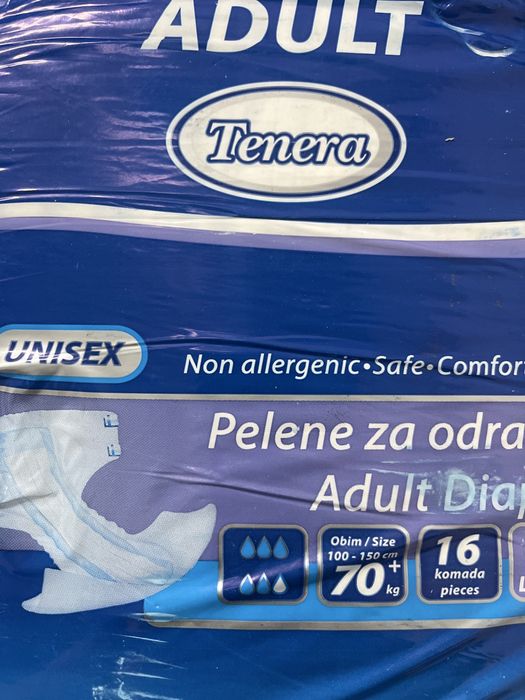 ADULT
Tenera
UNISEX
Non allergenic•Safe•Comfor
Pelene za odra
Adult Diap
Obim / Size
100 - 150 cm
70+
kg
16
komada
pieces
L